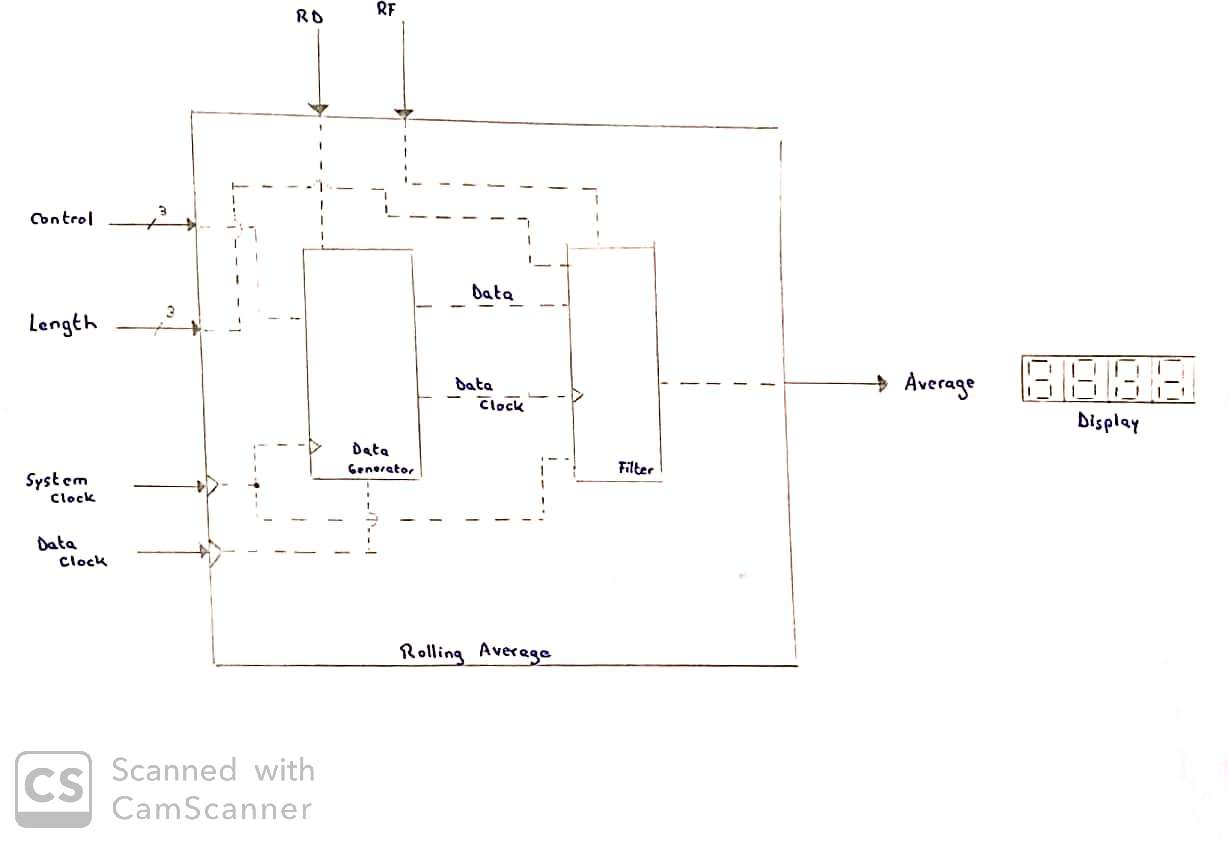 RD
RF
Control
3
Length
3
Data
Data
Clock
Data
Generator
Filter
Average
Display
System
Clock
Data
Clock
Rolling Average
CS
Scanned with
CamScanner